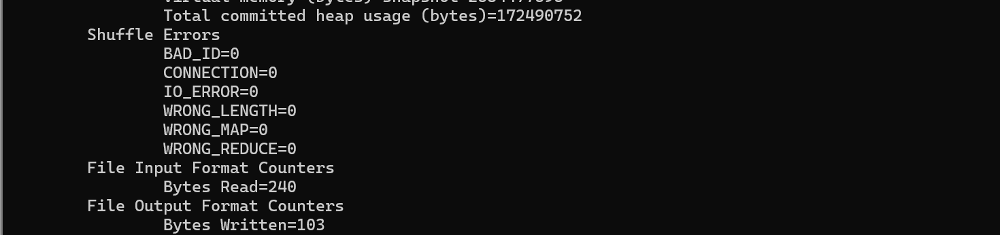 Total committed heap usage (bytes)=172490752
Shuffle Errors
BAD_ID=0
CONNECTION=0
IO_ERROR=0
WRONG_LENGTH=0
WRONG_MAP=0
WRONG_REDUCE=0
File Input Format Counters
Bytes Read=240
File Output Format Counters
Bytes Written=103